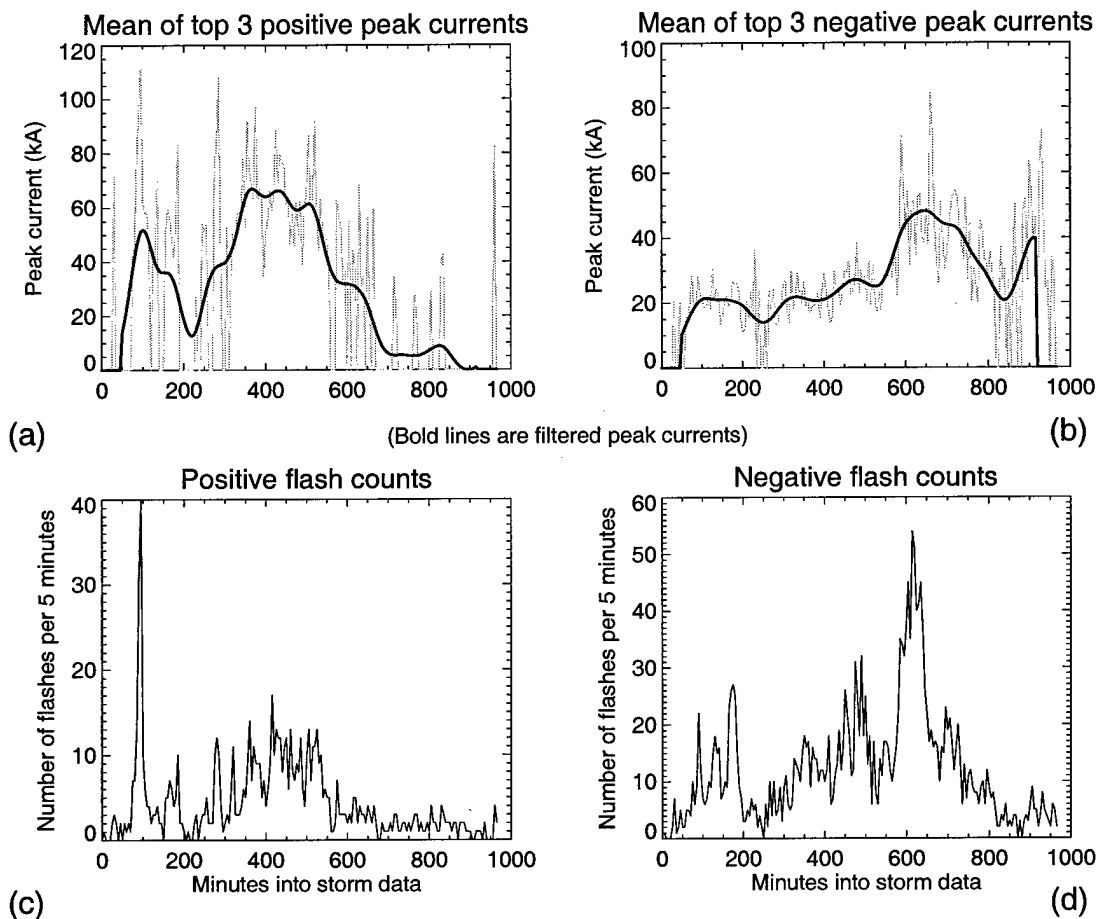 Mean of top 3 positive peak currents
Mean of top 3 negative peak currents
Peak current (kA)
120
100
80
60
40
20
0
0 200 400 600 800 1000
Peak current (kA)
100
80
60
40
20
0
0 200 400 600 800 1000
(a)
(Bold lines are filtered peak currents)
(b)
Positive flash counts
Negative flash counts
Number of flashes per 5 minutes
40
30
20
10
0
0 200 400 600 800 1000
Minutes into storm data
Number of flashes per 5 minutes
60
50
40
30
20
10
0
0 200 400 600 800 1000
Minutes into storm data
(c)
(d)